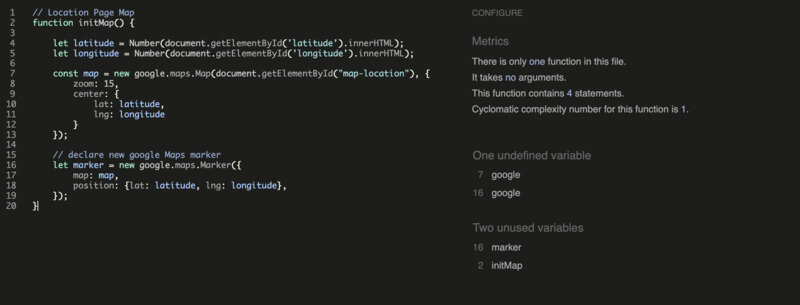 1 // Location Page Map
2 function initMap() {
3
4 let latitude = Number(document.getElementById('latitude').innerHTML);
5 let longitude = Number(document.getElementById('longitude').innerHTML);
6
7 const map = new google.maps.Map(document.getElementById("map-location"), {
8 zoom: 15,
9 center: {
10 lat: latitude,
11 lng: longitude
12 }
13 });
14
15 // declare new google Maps marker
16 let marker = new google.maps.Marker({
17 map: map,
18 position: {lat: latitude, lng: longitude},
19 });
20 }
CONFIGURE
Metrics
There is only one function in this file.
It takes no arguments.
This function contains 4 statements.
Cyclomatic complexity number for this function is 1.
One undefined variable
7 google
16 google
Two unused variables
16 marker
2 initMap